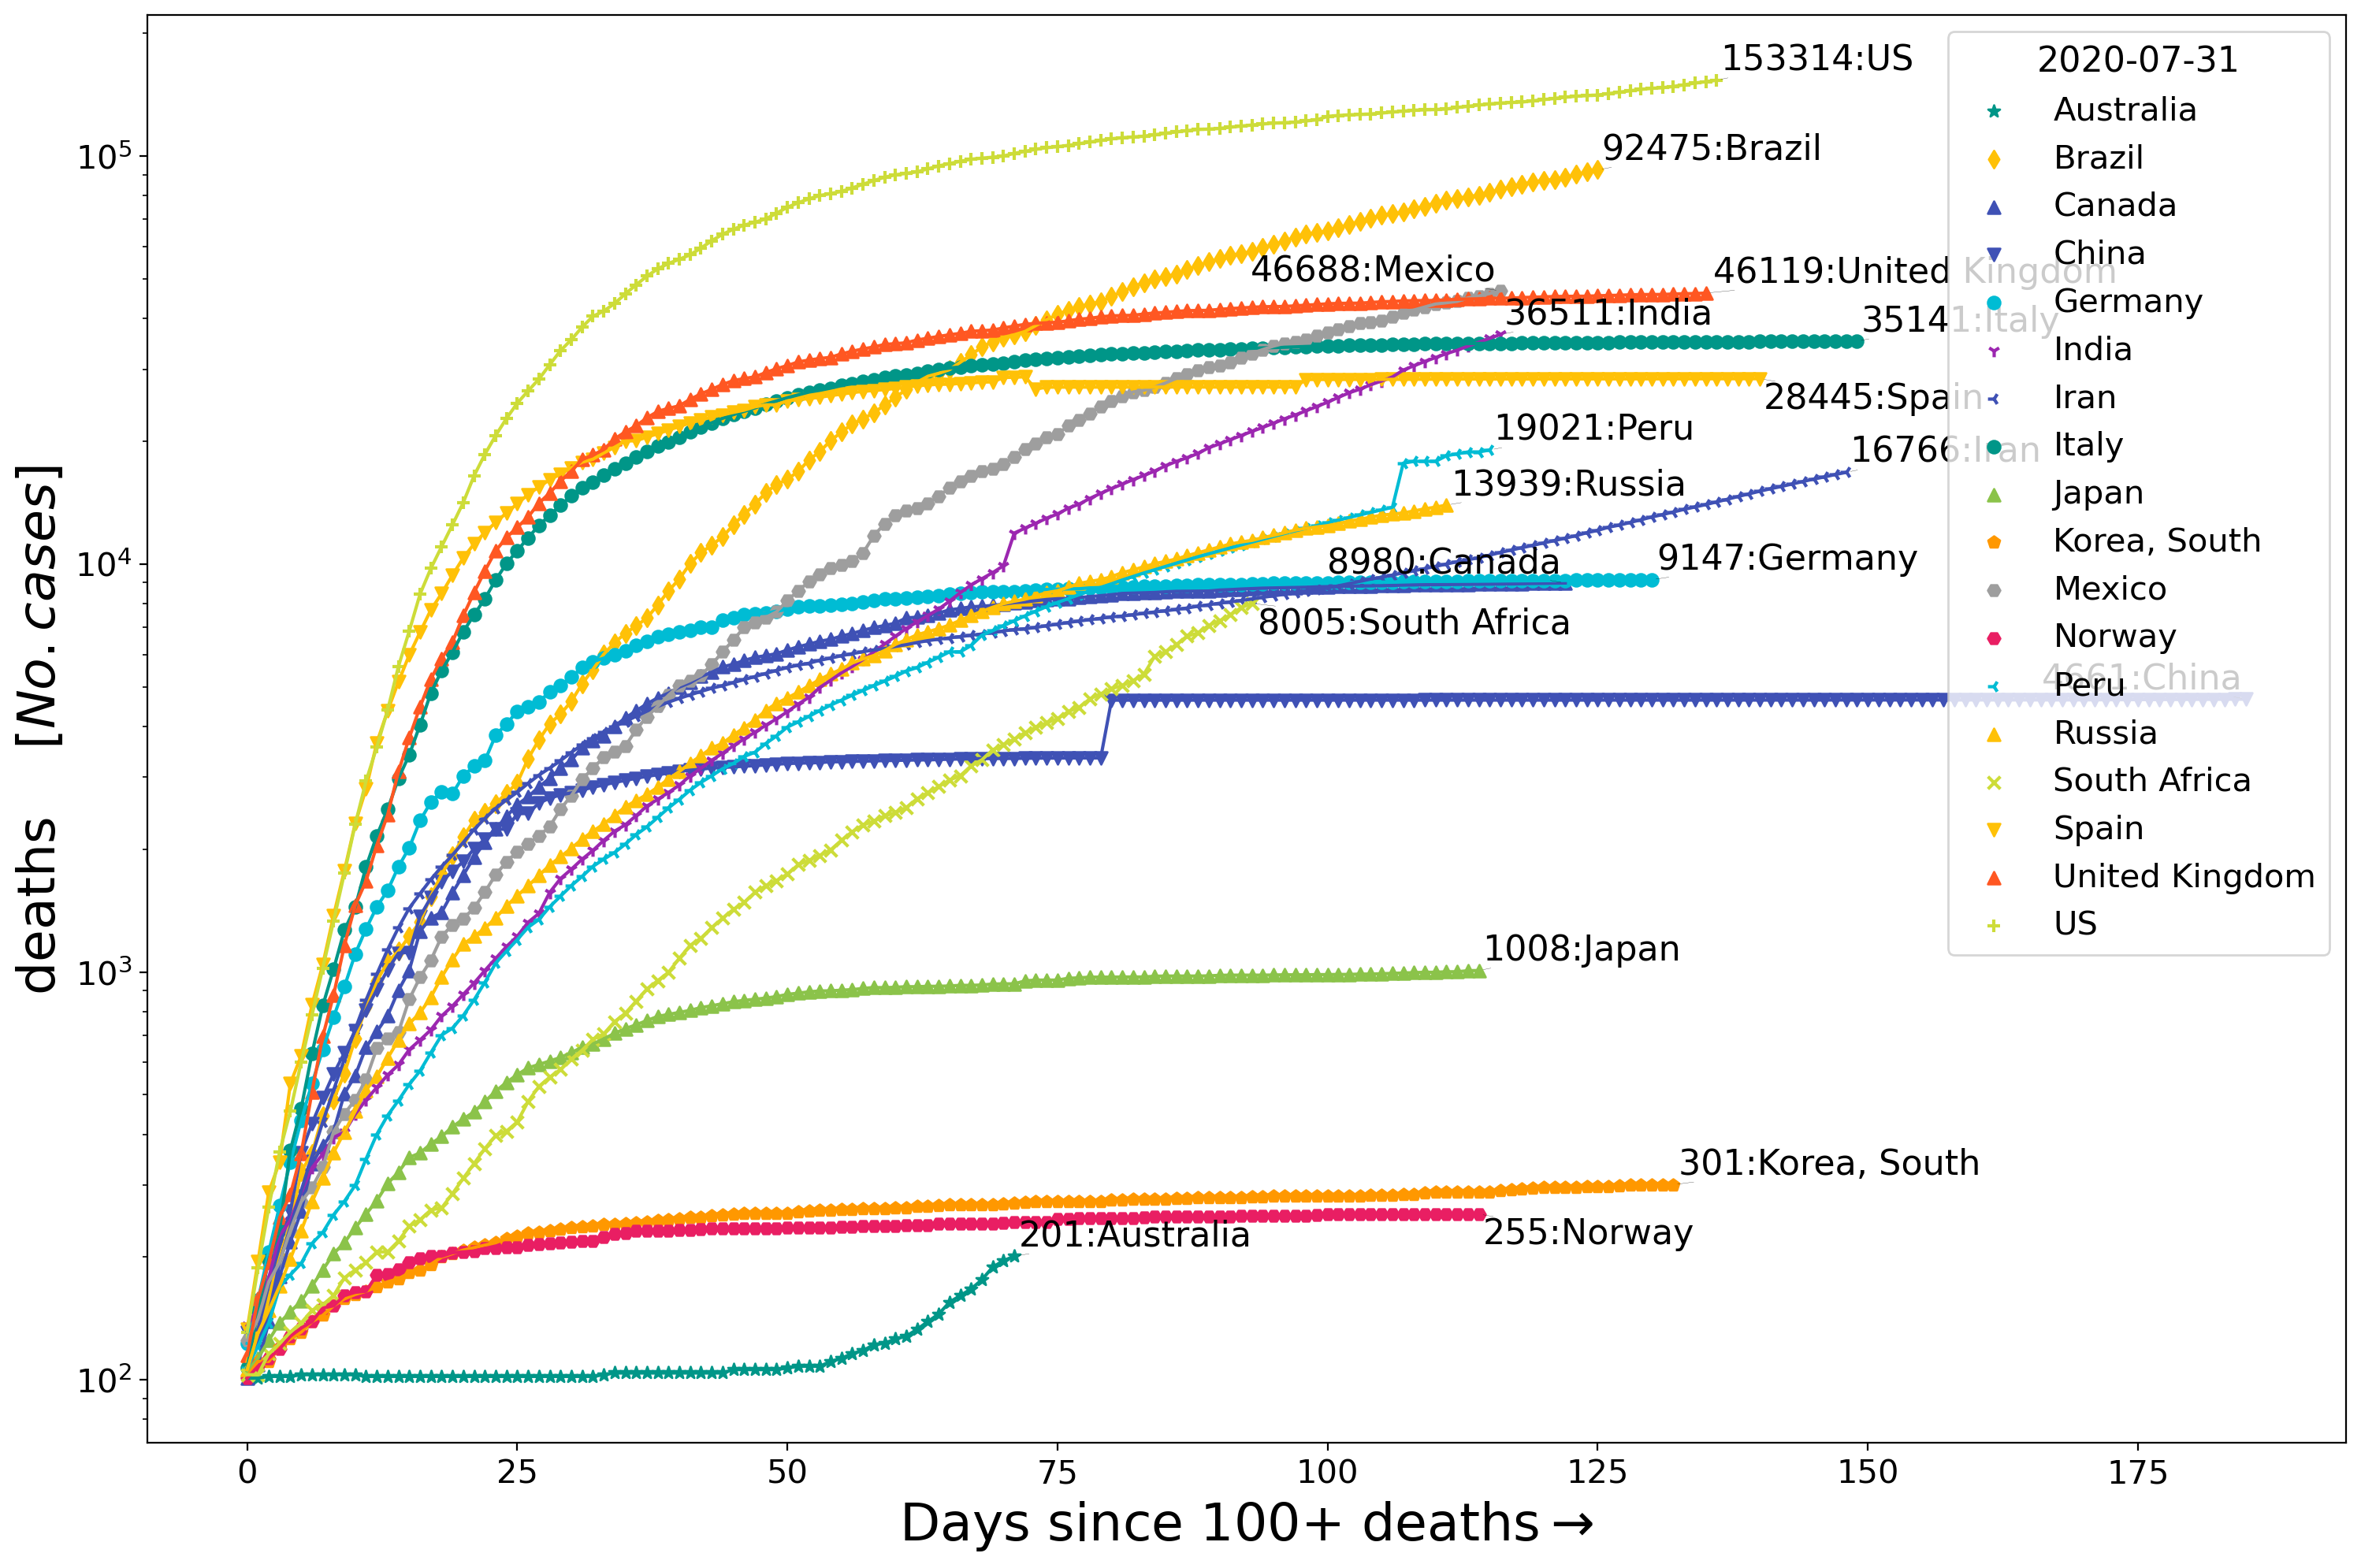 153314:US
92475:Brazil
46688:Mexico
46119:United Kingdom
36511:India
35141:Italy
28445:Spain
19021:Peru
16766:Iran
13939:Russia
8980:Canada
9147:Germany
8005:South Africa
4661:China
1008:Japan
301:Korea, South
201:Australia
255:Norway
2020-07-31
Australia
Brazil
Canada
China
Germany
India
Iran
Italy
Japan
Korea, South
Mexico
Norway
Peru
Russia
South Africa
Spain
United Kingdom
US
deaths [No. cases]
10⁵
10⁴
10³
10²
0 25 50 75 100 125 150 175
Days since 100+ deaths→